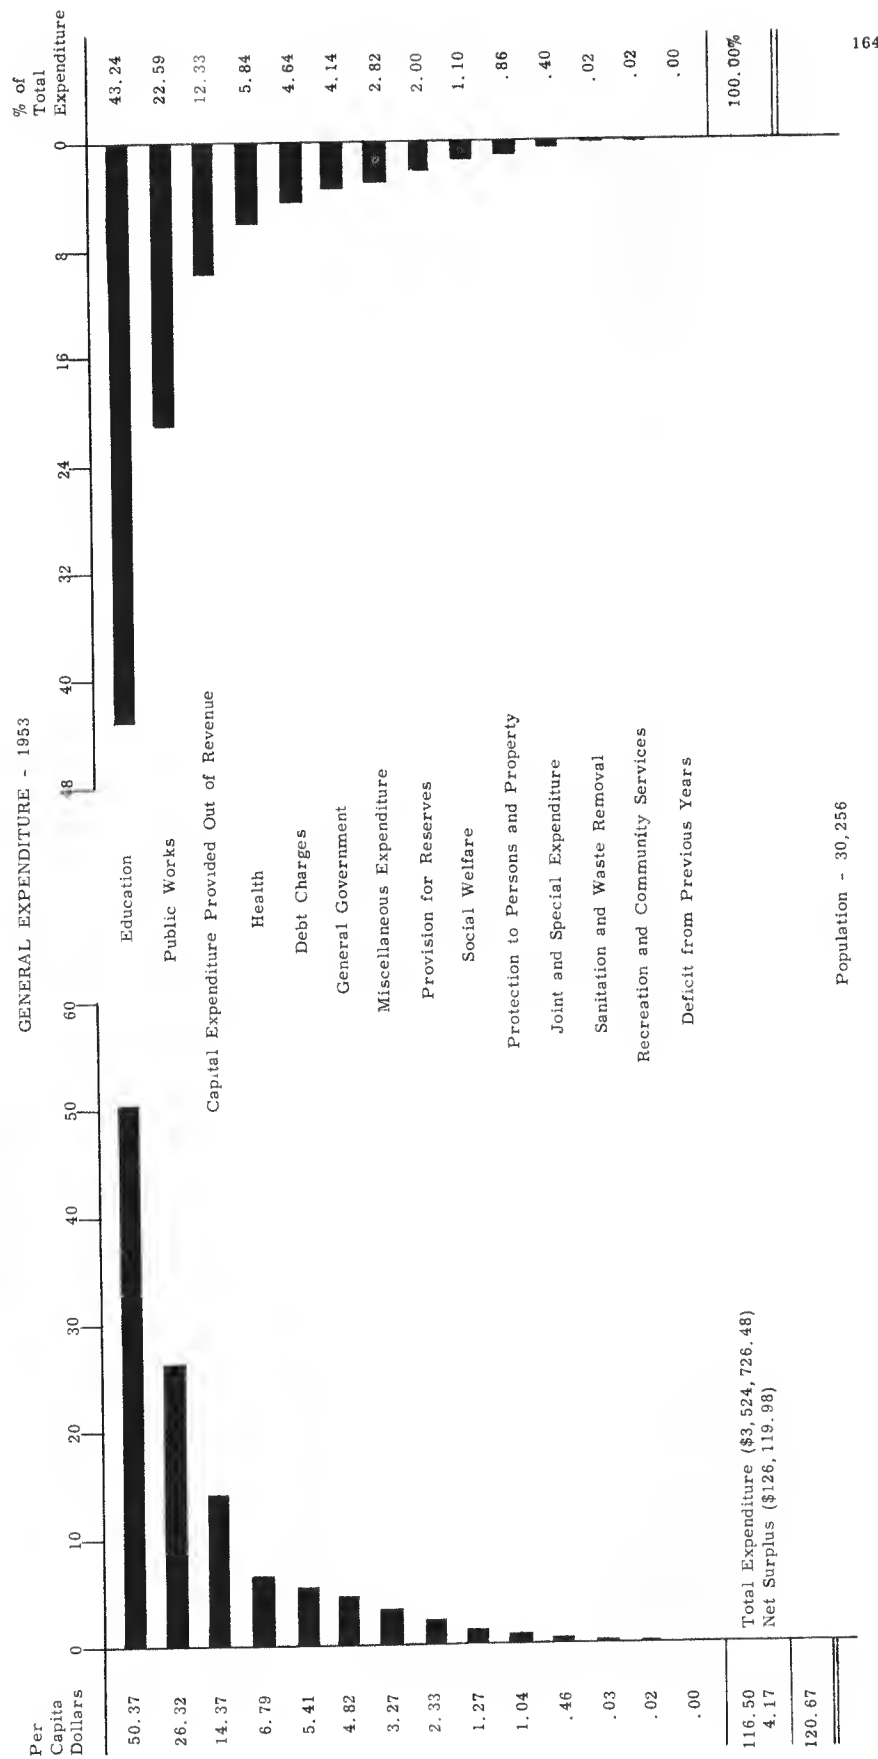 GENERAL EXPENDITURE - 1953
Per
Capita
Dollars
% of
Total
Expenditure
0 10 20 30 40 50 60 48 40 32 24 16 8 0
50.37 Education 43.24
26.32 Public Works 22.59
14.37 Capital Expenditure Provided Out of Revenue 12.33
6.79 Health 5.84
5.41 Debt Charges 4.64
4.82 General Government 4.14
3.27 Miscellaneous Expenditure 2.82
2.33 Provision for Reserves 2.00
1.27 Social Welfare 1.10
1.04 Protection to Persons and Property .86
.46 Joint and Special Expenditure .40
.03 Sanitation and Waste Removal .02
.02 Recreation and Community Services .02
.00 Deficit from Previous Years .00
116.50 Total Expenditure ($3,524,726.48) 100.00%
4.17 Net Surplus ($126,119.98)
120.67
Population - 30,256
164